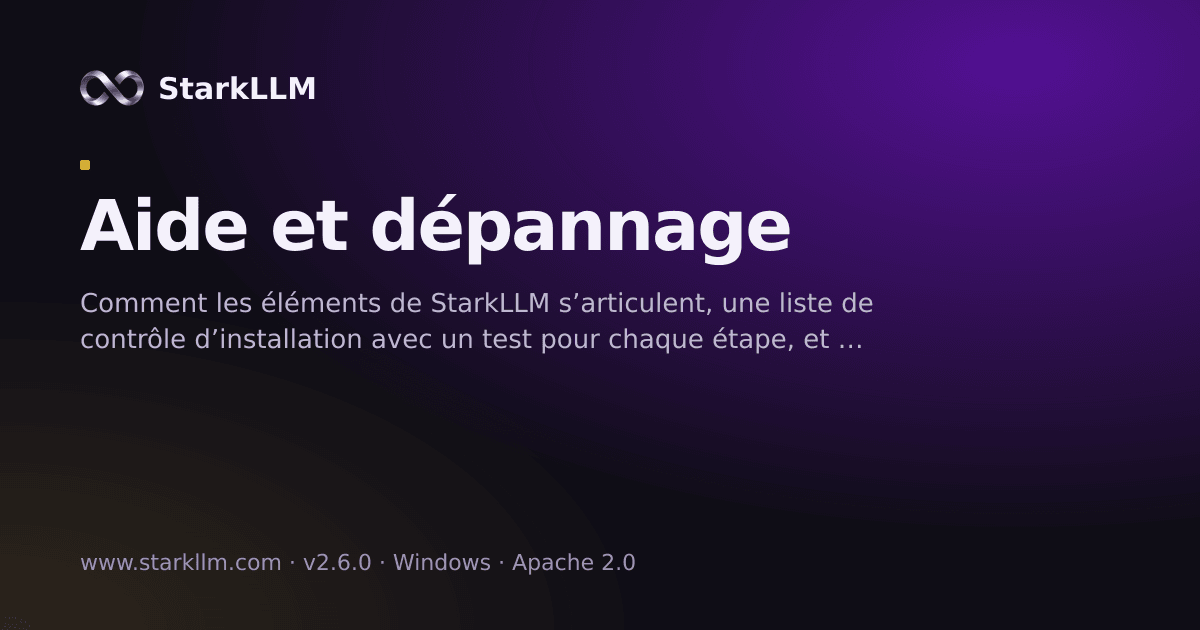 StarkLLM
Aide et dépannage
Comment les éléments de StarkLLM s’articulent, une liste de
contrôle d’installation avec un test pour chaque étape, et …
www.starkllm.com · v2.6.0 · Windows · Apache 2.0